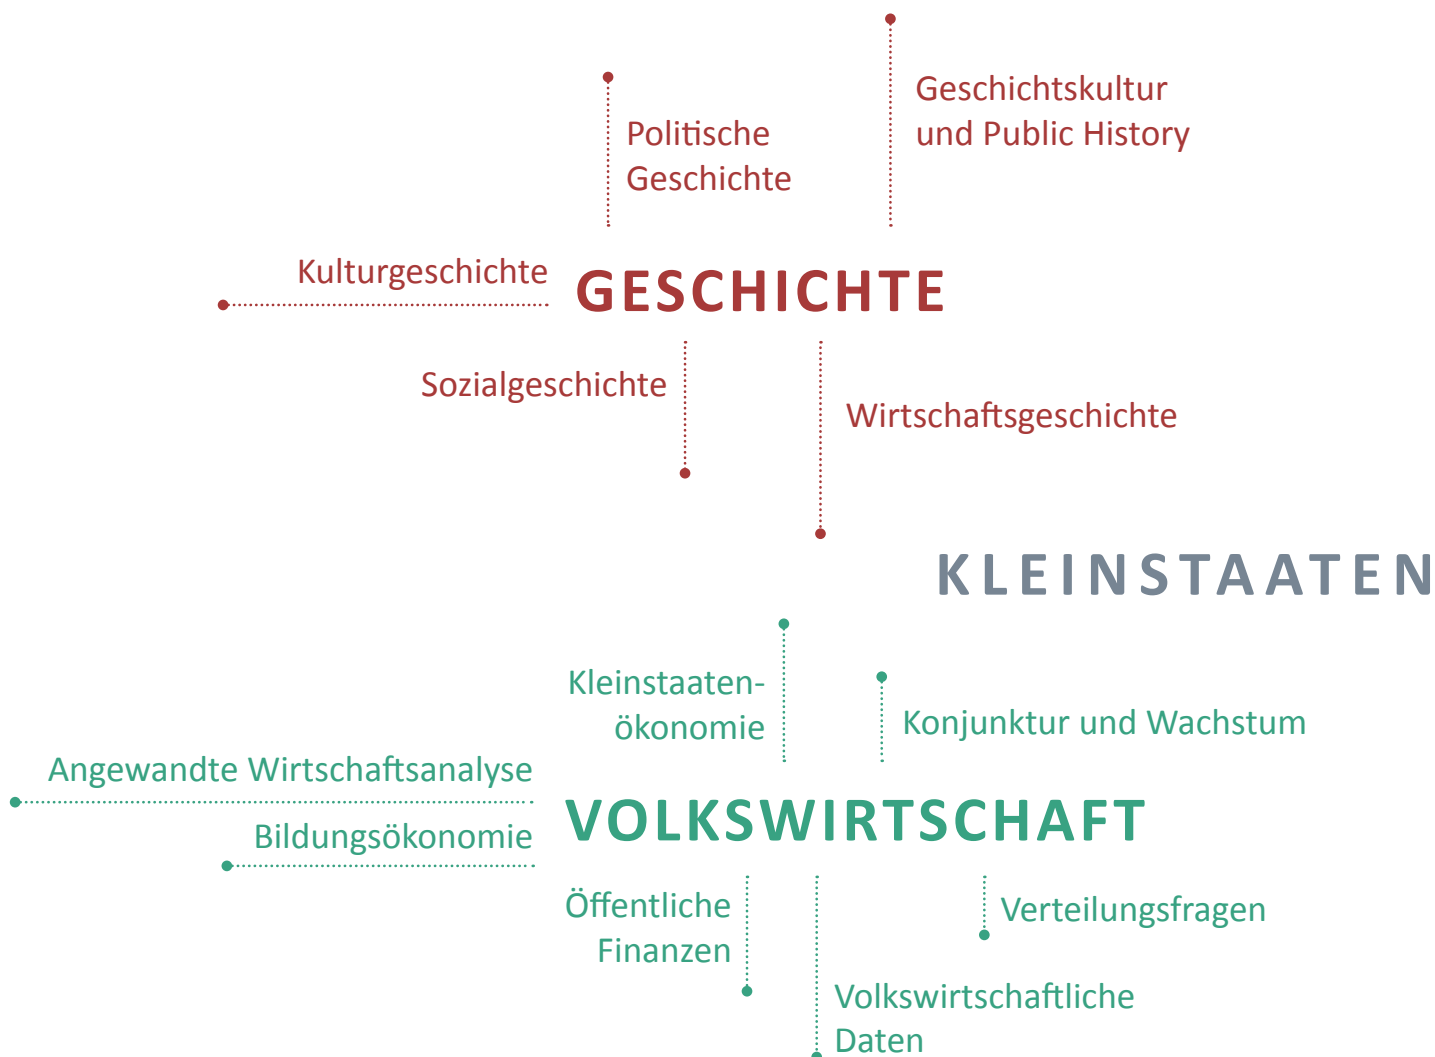 Geschichtskultur
und Public History
Politische
Geschichte
Kulturgeschichte
GESCHICHTE
Sozialgeschichte
Wirtschaftsgeschichte
KLEINSTAATEN
Kleinstaaten-
ökonomie
Konjunktur und Wachstum
Angewandte Wirtschaftsanalyse
VOLKSWIRTSCHAFT
Bildungsökonomie
Öffentliche
Finanzen
Verteilungsfragen
Volkswirtschaftliche
Daten